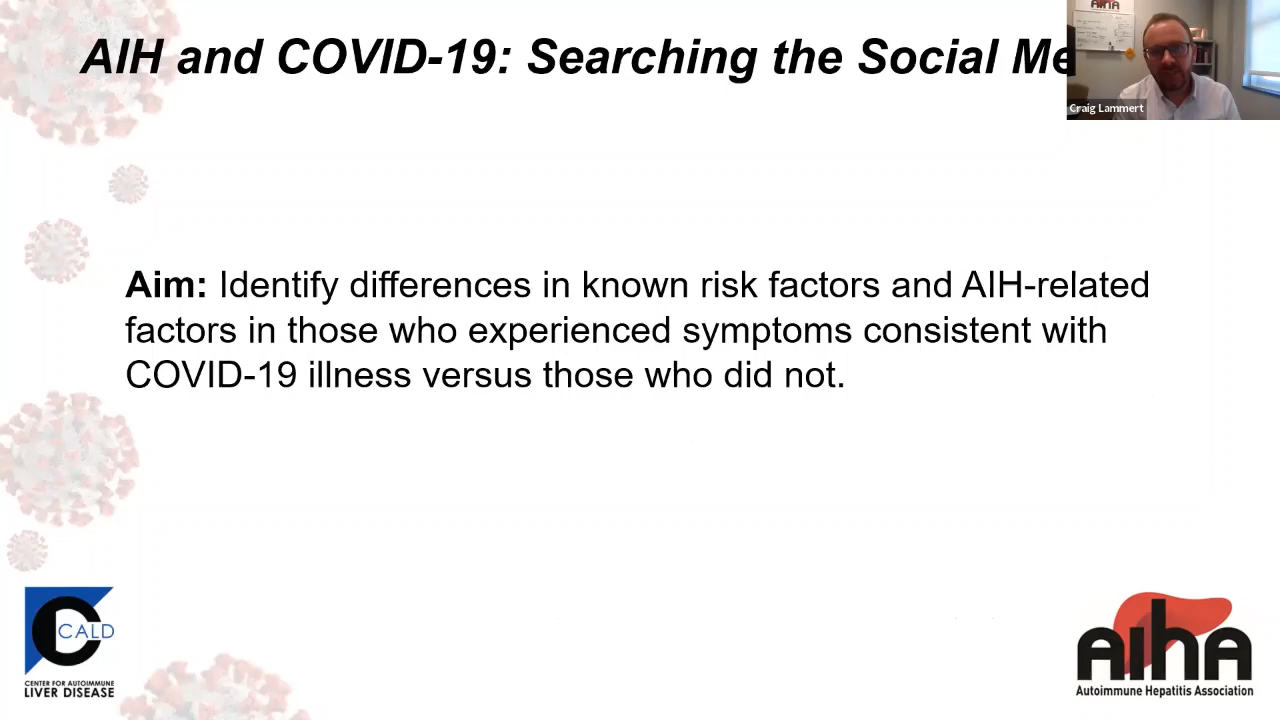 AIH and COVID-19: Searching the Social Me
AIHA
Craig Lammert
Aim: Identify differences in known risk factors and AIH-related
factors in those who experienced symptoms consistent with
COVID-19 illness versus those who did not.
C
CALD
CENTER FOR AUTOIMMUNE
LIVER DISEASE
AIhA
Autoimmune Hepatitis Association